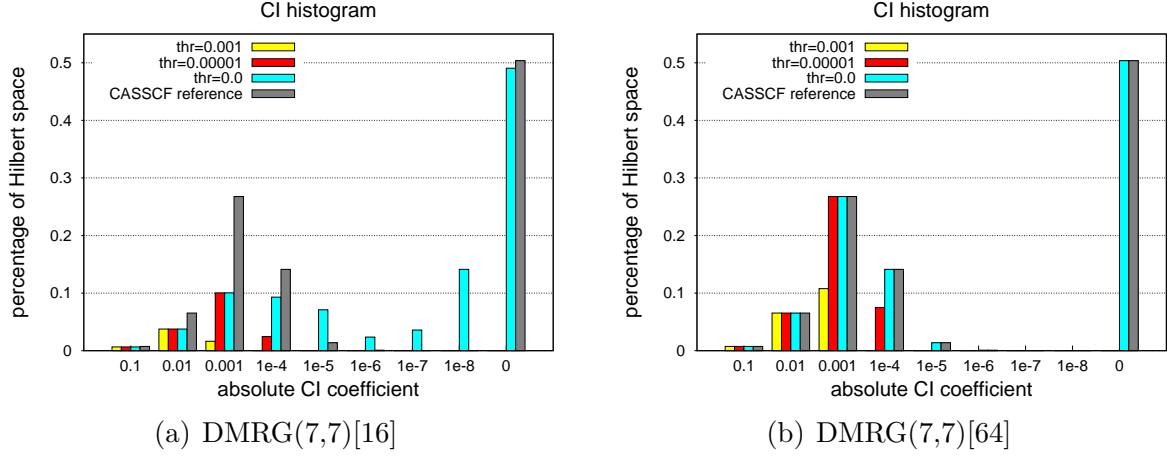 CI histogram
percentage of Hilbert space
thr=0.001
thr=0.00001
thr=0.0
CASSCF reference
0.5
0.4
0.3
0.2
0.1
0
0.1 0.01 0.001 1e-4 1e-5 1e-6 1e-7 1e-8 0
absolute CI coefficient
(a) DMRG(7,7)[16]
CI histogram
percentage of Hilbert space
thr=0.001
thr=0.00001
thr=0.0
CASSCF reference
0.5
0.4
0.3
0.2
0.1
0
0.1 0.01 0.001 1e-4 1e-5 1e-6 1e-7 1e-8 0
absolute CI coefficient
(b) DMRG(7,7)[64]